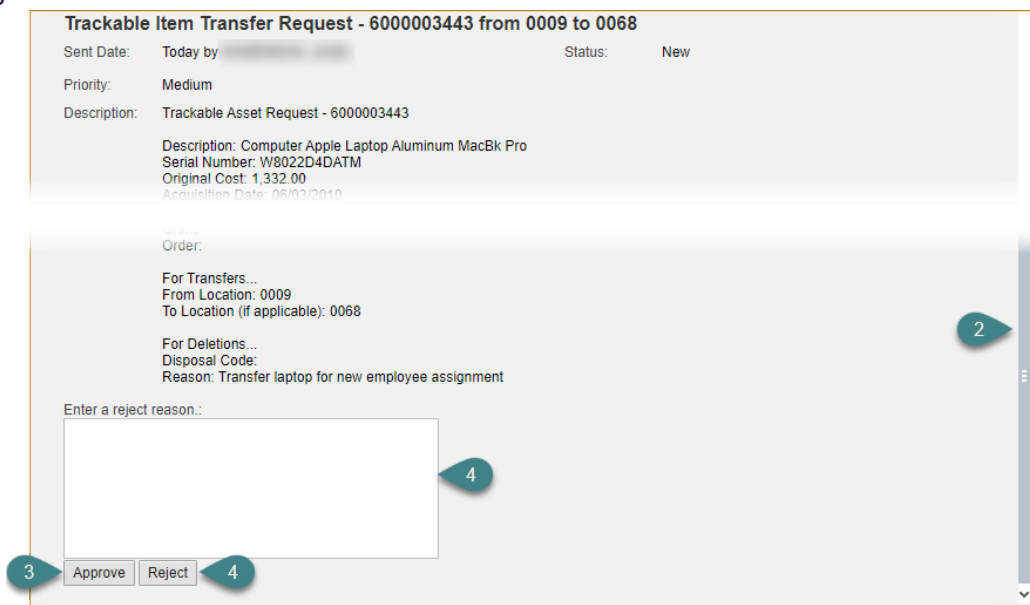 Trackable Item Transfer Request - 6000003443 from 0009 to 0068
Sent Date: Today by Status: New
Priority: Medium
Description: Trackable Asset Request - 6000003443
Description: Computer Apple Laptop Aluminum MacBk Pro
Serial Number: W8022D4DATM
Original Cost: 1,332.00
Acquisition Date: 06/03/2010
Order:
For Transfers...
From Location: 0009
To Location (if applicable): 0068
2
For Deletions...
Disposal Code:
Reason: Transfer laptop for new employee assignment
Enter a reject reason.:
4
3 Approve Reject 4